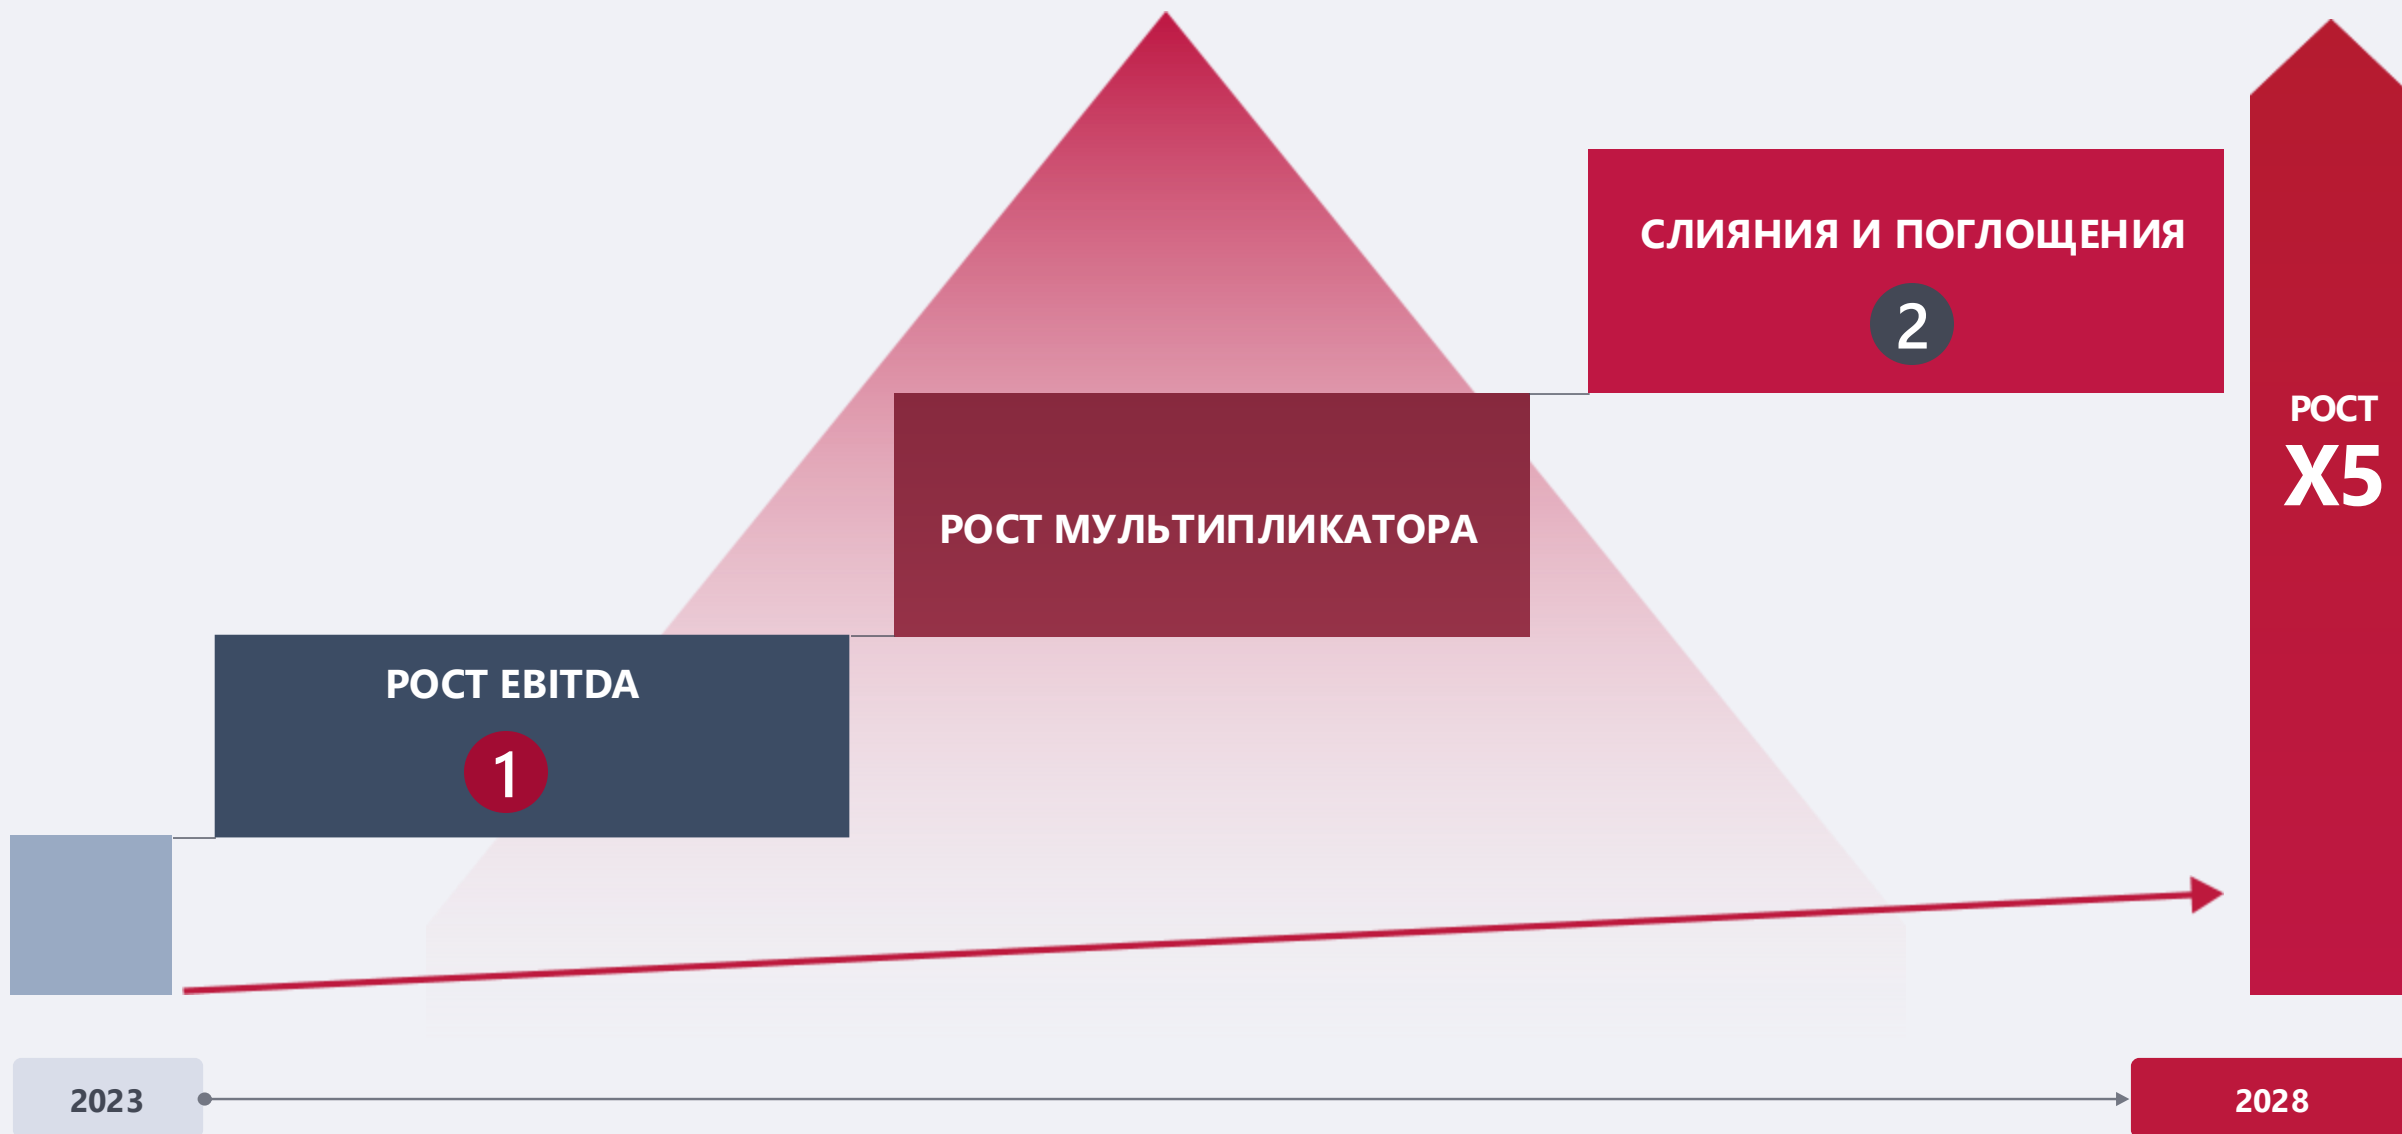 СЛИЯНИЯ И ПОГЛОЩЕНИЯ
2
РОСТ
X5
РОСТ МУЛЬТИПЛИКАТОРА
РОСТ EBITDA
1
2023
2028